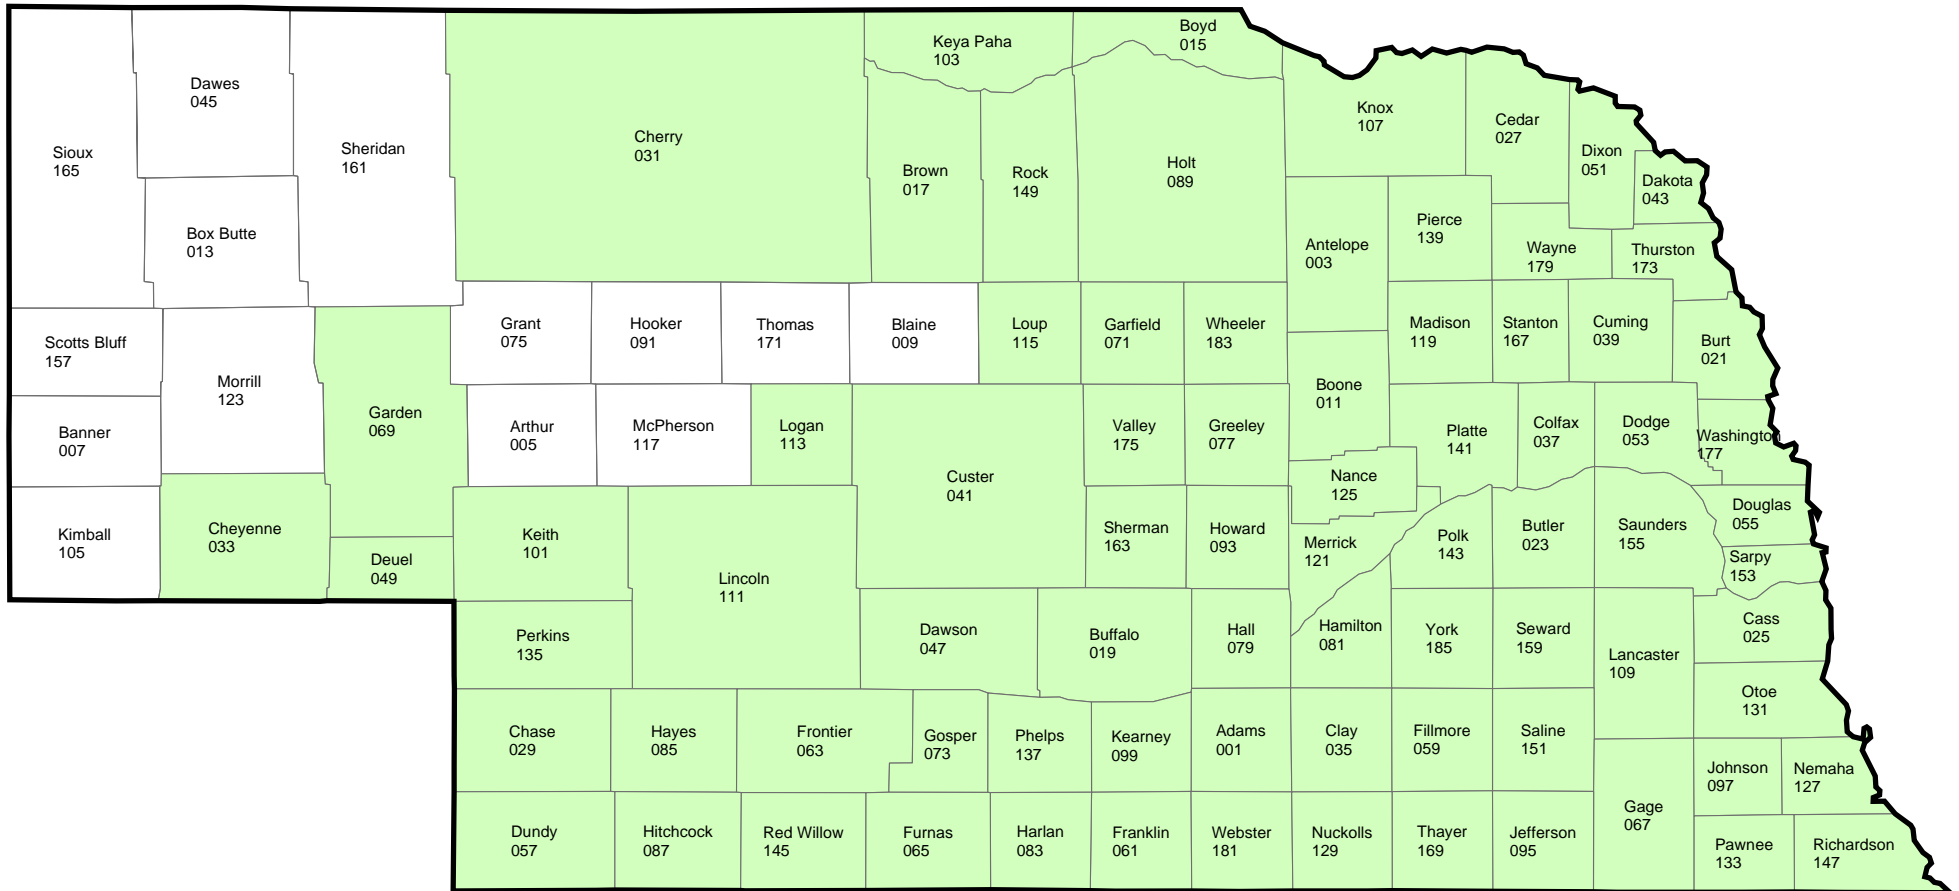 Boyd
015
Keya Paha
103
Dawes
045
Knox
107
Cedar
027
Cherry
031
Sheridan
161
Sioux
165
Dixon
051
Holt
089
Brown
017
Rock
149
Dakota
043
Pierce
139
Box Butte
013
Antelope
003
Wayne
179
Thurston
173
Grant
075
Hooker
091
Thomas
171
Blaine
009
Loup
115
Garfield
071
Wheeler
183
Madison
119
Stanton
167
Cuming
039
Scotts Bluff
157
Burt
021
Morrill
123
Boone
011
Garden
069
Banner
007
Arthur
005
McPherson
117
Logan
113
Valley
175
Greeley
077
Platte
141
Colfax
037
Dodge
053
Washington
177
Custer
041
Nance
125
Douglas
055
Kimball
105
Cheyenne
033
Keith
101
Sherman
163
Howard
093
Merrick
121
Polk
143
Butler
023
Saunders
155
Deuel
049
Sarpy
153
Lincoln
111
Perkins
135
Dawson
047
Buffalo
019
Hall
079
Hamilton
081
York
185
Seward
159
Cass
025
Lancaster
109
Otoe
131
Chase
029
Hayes
085
Frontier
063
Gosper
073
Phelps
137
Kearney
099
Adams
001
Clay
035
Fillmore
059
Saline
151
Johnson
097
Nemaha
127
Gage
067
Dundy
057
Hitchcock
087
Red Willow
145
Furnas
065
Harlan
083
Franklin
061
Webster
181
Nuckolls
129
Thayer
169
Jefferson
095
Pawnee
133
Richardson
147